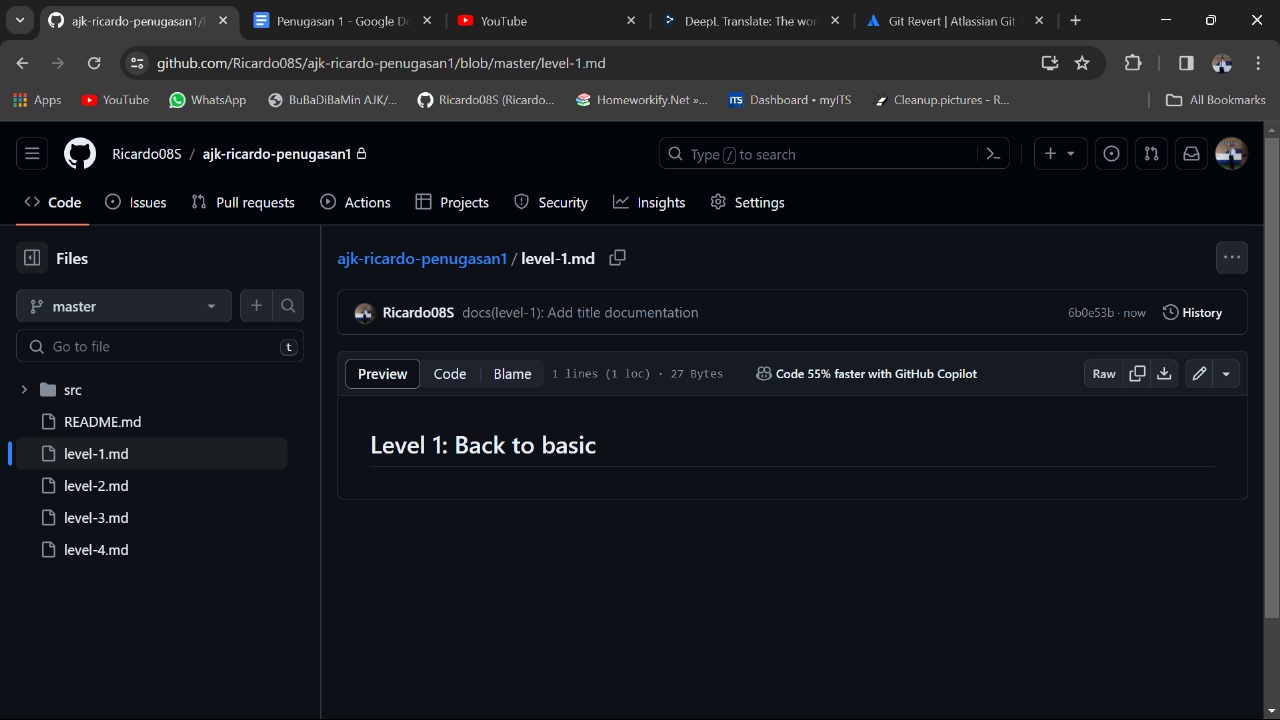 ajk-ricardo-penugasan1/
Penugasan 1 - Google Do
YouTube
DeepL Translate: The wor
Git Revert | Atlassian Git T
github.com/Ricardo08S/ajk-ricardo-penugasan1/blob/master/level-1.md
Apps
YouTube
WhatsApp
BuBaDiBaMin AJK/...
Ricardo08S (Ricardo...
Homeworkify.Net »...
ITS Dashboard • myITS
Cleanup.pictures - R...
All Bookmarks
Ricardo08S / ajk-ricardo-penugasan1
Type / to search
Code
Issues
Pull requests
Actions
Projects
Security
Insights
Settings
Files
master
Go to file
t
src
README.md
level-1.md
level-2.md
level-3.md
level-4.md
ajk-ricardo-penugasan1 / level-1.md
Ricardo08S docs(level-1): Add title documentation
6b0e53b · now
History
Preview
Code
Blame
1 lines (1 loc) · 27 Bytes
Code 55% faster with GitHub Copilot
Raw
Level 1: Back to basic